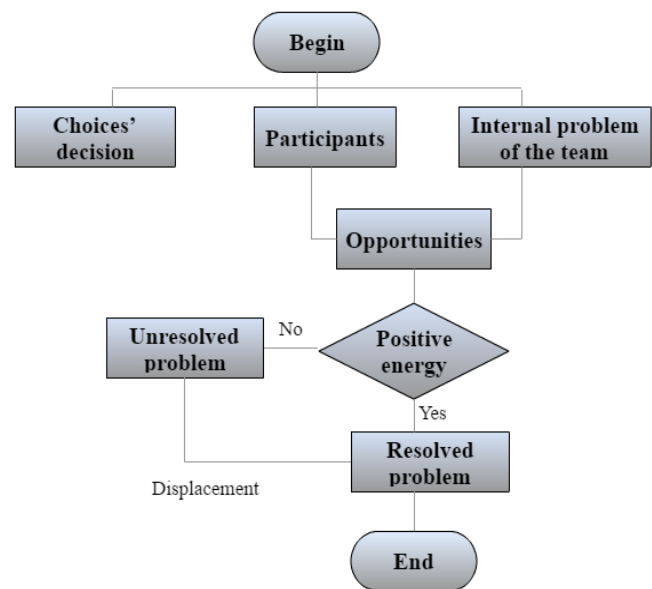 Begin
Choices’
decision
Participants
Internal problem
of the team
Opportunities
Unresolved
problem
No
Positive
energy
Yes
Resolved
problem
Displacement
End